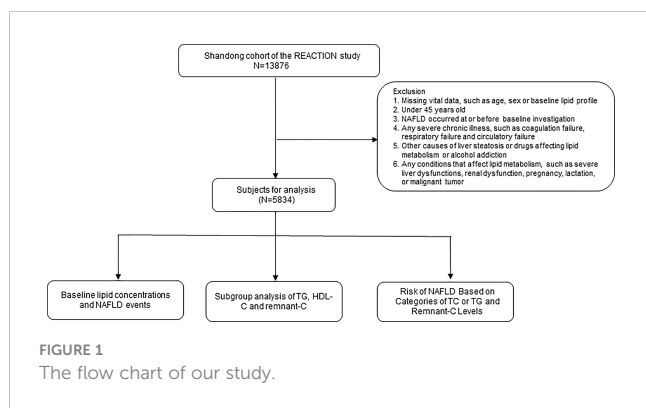 Shandong cohort of the REACTION study
N=13876
Exclusion
1. Missing vital data, such as age, sex or baseline lipid profile
2. Under 45 years old
3. NAFLD occurred at or before baseline investigation
4. Any severe chronic illness, such as coagulation failure,
respiratory failure and circulatory failure
5. Other causes of liver steatosis or drugs affecting lipid
metabolism or alcohol addiction
6. Any conditions that affect lipid metabolism, such as severe
liver dysfunctions, renal dysfunction, pregnancy, lactation,
or malignant tumor
Subjects for analysis
(N=5834)
Baseline lipid concentrations
and NAFLD events
Subgroup analysis of TG, HDL-
C and remnant-C
Risk of NAFLD Based on
Categories of TC or TG and
Remnant-C Levels
FIGURE 1
The flow chart of our study.